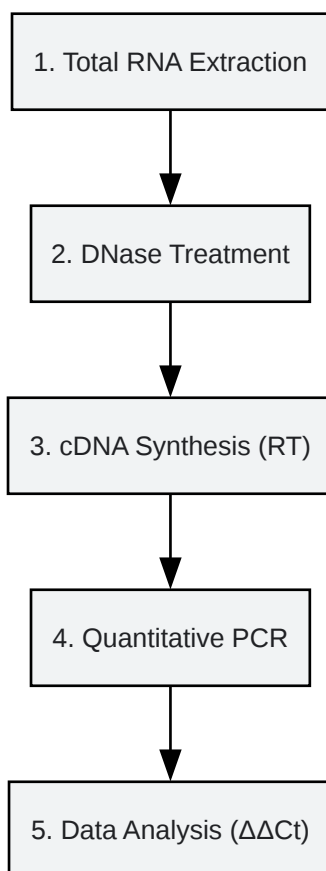 1. Total RNA Extraction
2. DNase Treatment
3. cDNA Synthesis (RT)
4. Quantitative PCR
5. Data Analysis (ΔΔCt)